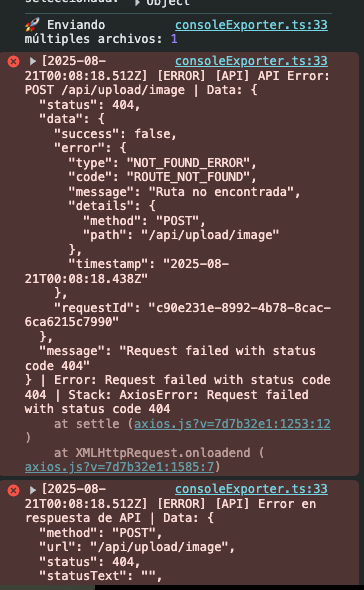 seleccionada: ▶ Object
🚀 Enviando consoleExporter.ts:33
múltiples archivos: 1
▶ [2025-08- consoleExporter.ts:33
21T00:08:18.512Z] [ERROR] [API] API Error:
POST /api/upload/image | Data: {
"status": 404,
"data": {
"success": false,
"error": {
"type": "NOT_FOUND_ERROR",
"code": "ROUTE_NOT_FOUND",
"message": "Ruta no encontrada",
"details": {
"method": "POST",
"path": "/api/upload/image"
},
"timestamp": "2025-08-
21T00:08:18.438Z"
},
"requestId": "c90e231e-8992-4b78-8cac-
6ca6215c7990"
},
"message": "Request failed with status
code 404"
} | Error: Request failed with status code
404 | Stack: AxiosError: Request failed
with status code 404
at settle (axios.js?v=7d7b32e1:1253:12
)
at XMLHttpRequest.onloadend (
axios.js?v=7d7b32e1:1585:7)
▶ [2025-08- consoleExporter.ts:33
21T00:08:18.512Z] [ERROR] [API] Error en
respuesta de API | Data: {
"method": "POST",
"url": "/api/upload/image",
"status": 404,
"statusText": "",